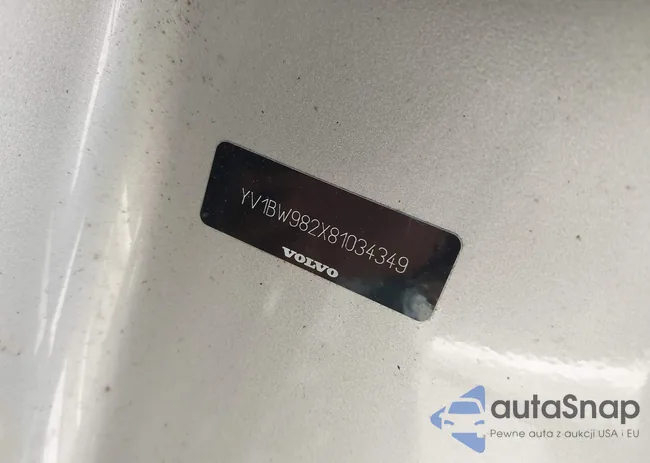 YV1BW982X81034349
VOLVO
autaSnap
Pewne auta z aukcji USA i EU